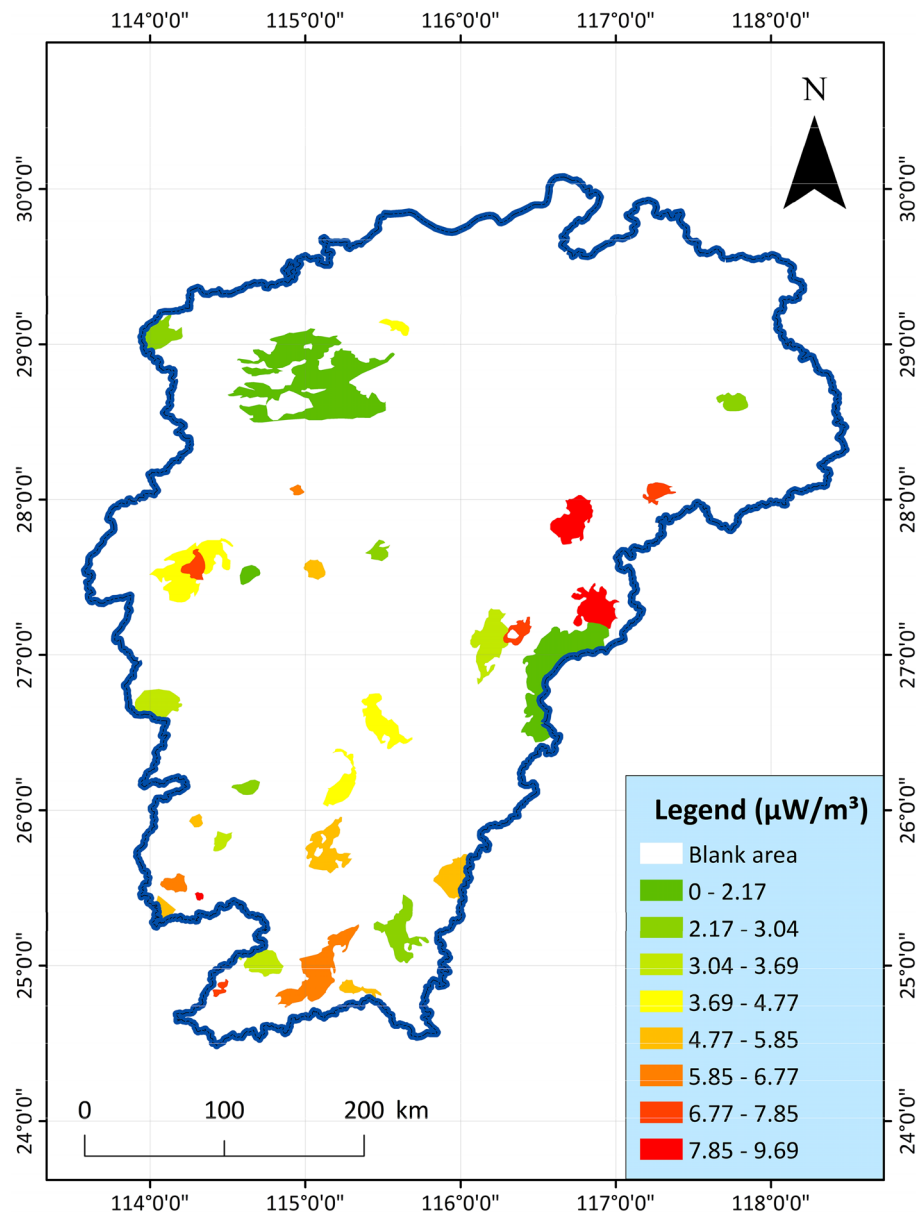 114°0'0" 115°0'0" 116°0'0" 117°0'0" 118°0'0"
N
30°0'0" 30°0'0"
29°0'0" 29°0'0"
28°0'0" 28°0'0"
27°0'0" 27°0'0"
26°0'0" 26°0'0"
25°0'0" 25°0'0"
24°0'0" 24°0'0"
Legend (µW/m³)
Blank area
0 - 2.17
2.17 - 3.04
3.04 - 3.69
3.69 - 4.77
4.77 - 5.85
5.85 - 6.77
6.77 - 7.85
7.85 - 9.69
0 100 200 km
114°0'0" 115°0'0" 116°0'0" 117°0'0" 118°0'0"